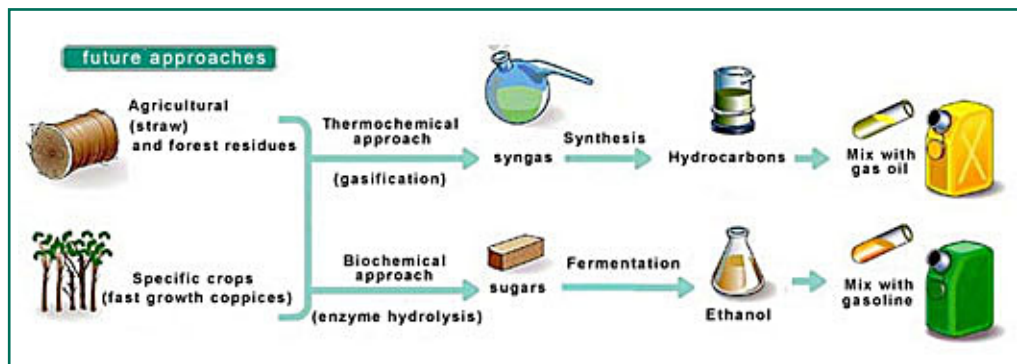 future approaches
Agricultural
(straw)
and forest residues
Thermochemical
approach
(gasification)
syngas
Synthesis
Hydrocarbons
Mix with
gas oil
Specific crops
(fast growth coppices)
Biochemical
approach
(enzyme hydrolysis)
sugars
Fermentation
Ethanol
Mix with
gasoline